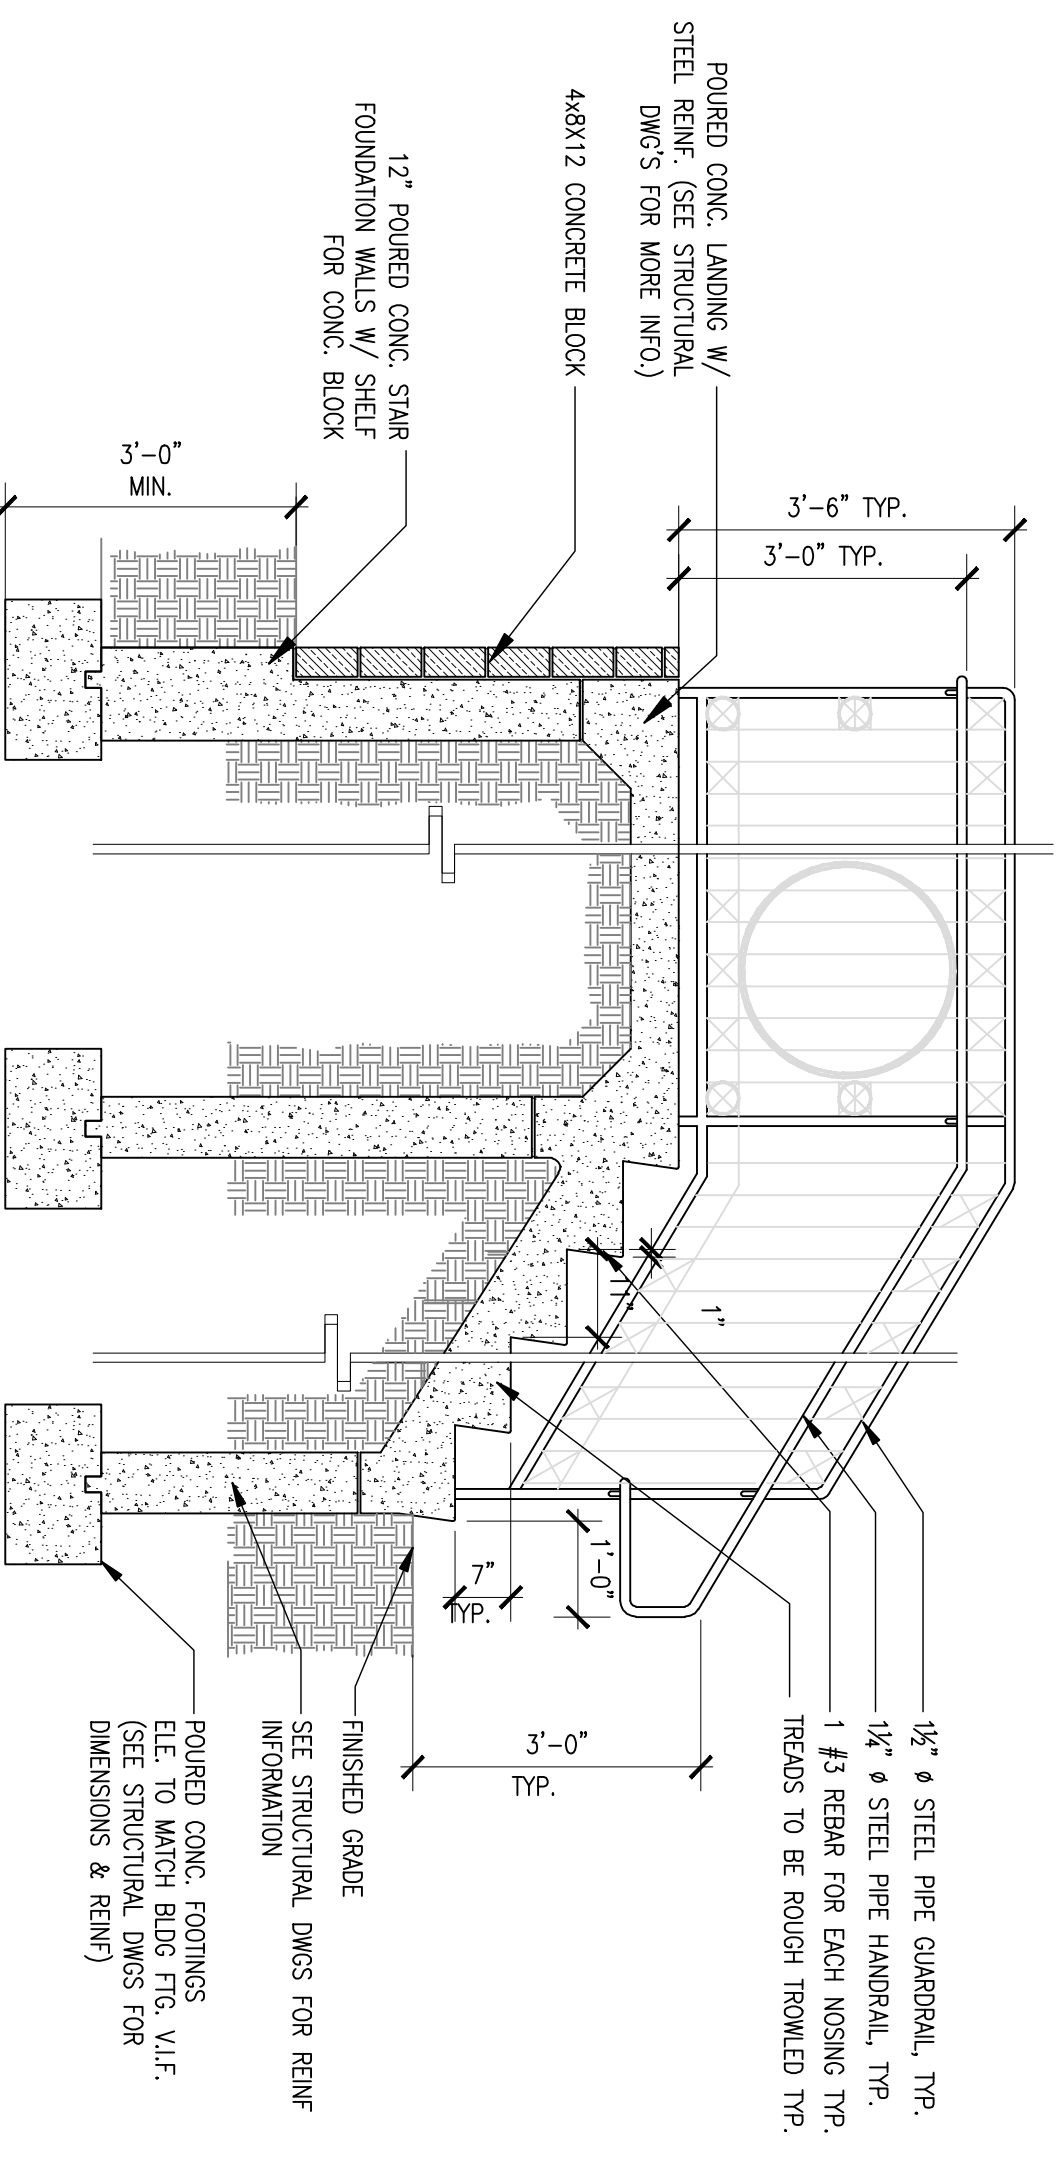 POURED CONC. LANDING W/
STEEL REINF. (SEE STRUCTURAL
DWG'S FOR MORE INFO.)
4x8X12 CONCRETE BLOCK
12" POURED CONC. STAIR
FOUNDATION WALLS W/ SHELF
FOR CONC. BLOCK
3'-0"
MIN.
3'-6" TYP.
3'-0" TYP.
1"
11"
1'-0"
7"
TYP.
3'-0"
TYP.
1½" ø STEEL PIPE GUARDRAIL, TYP.
1¼" ø STEEL PIPE HANDRAIL, TYP.
1 #3 REBAR FOR EACH NOSING TYP.
TREADS TO BE ROUGH TROWLED TYP.
FINISHED GRADE
SEE STRUCTURAL DWGS FOR REINF
INFORMATION
POURED CONC. FOOTINGS
ELE. TO MATCH BLDG FTG. V.I.F.
(SEE STRUCTURAL DWGS FOR
DIMENSIONS & REINF)